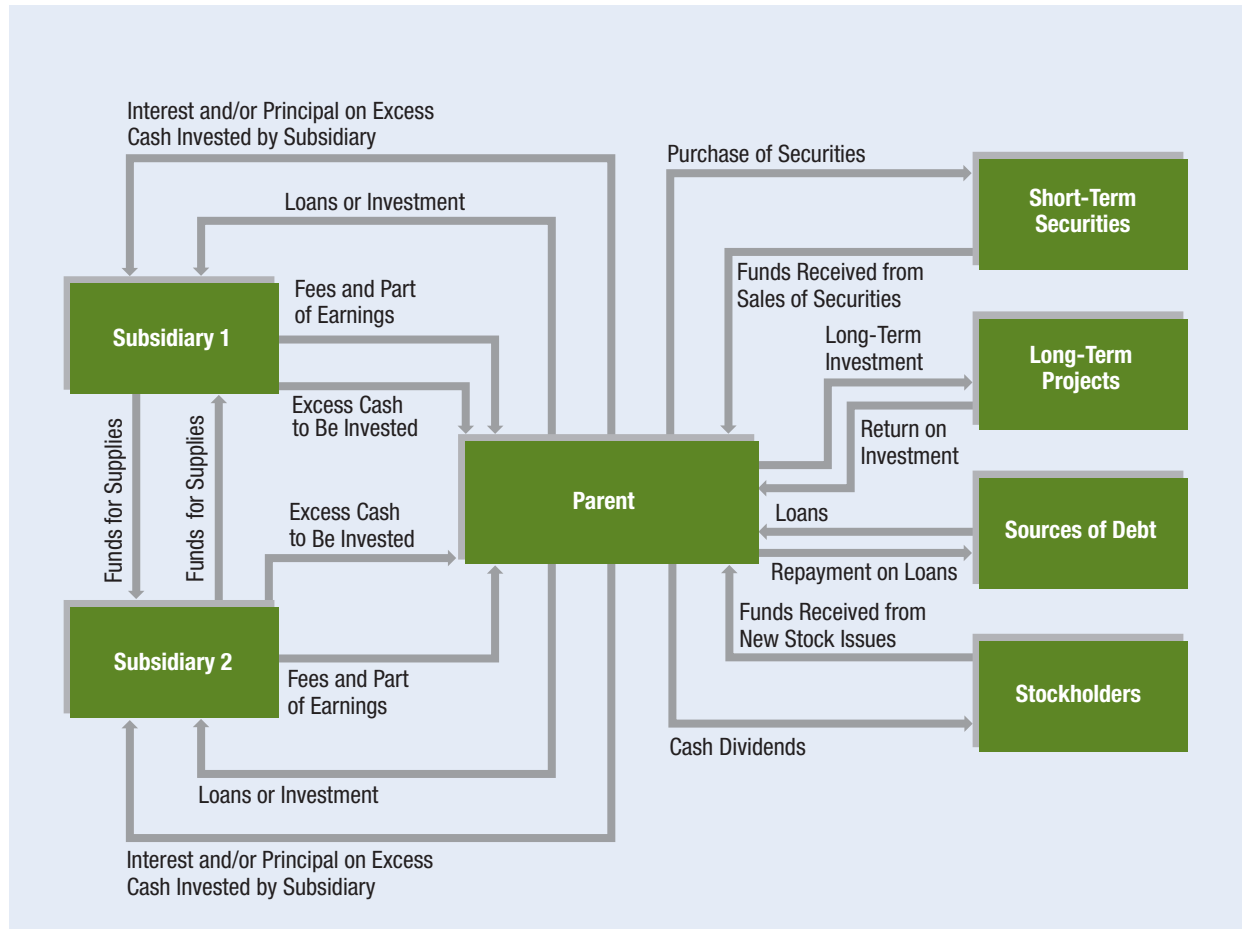 Interest and/or Principal on Excess
Cash Invested by Subsidiary
Purchase of Securities
Short-Term
Securities
Loans or Investment
Funds Received from
Sales of Securities
Fees and Part
of Earnings
Subsidiary 1
Long-Term
Investment
Long-Term
Projects
Excess Cash
to Be Invested
Return on
Investment
Funds for Supplies
Funds for Supplies
Parent
Excess Cash
to Be Invested
Loans
Sources of Debt
Repayment on Loans
Funds Received from
New Stock Issues
Subsidiary 2
Fees and Part
of Earnings
Stockholders
Cash Dividends
Loans or Investment
Interest and/or Principal on Excess
Cash Invested by Subsidiary